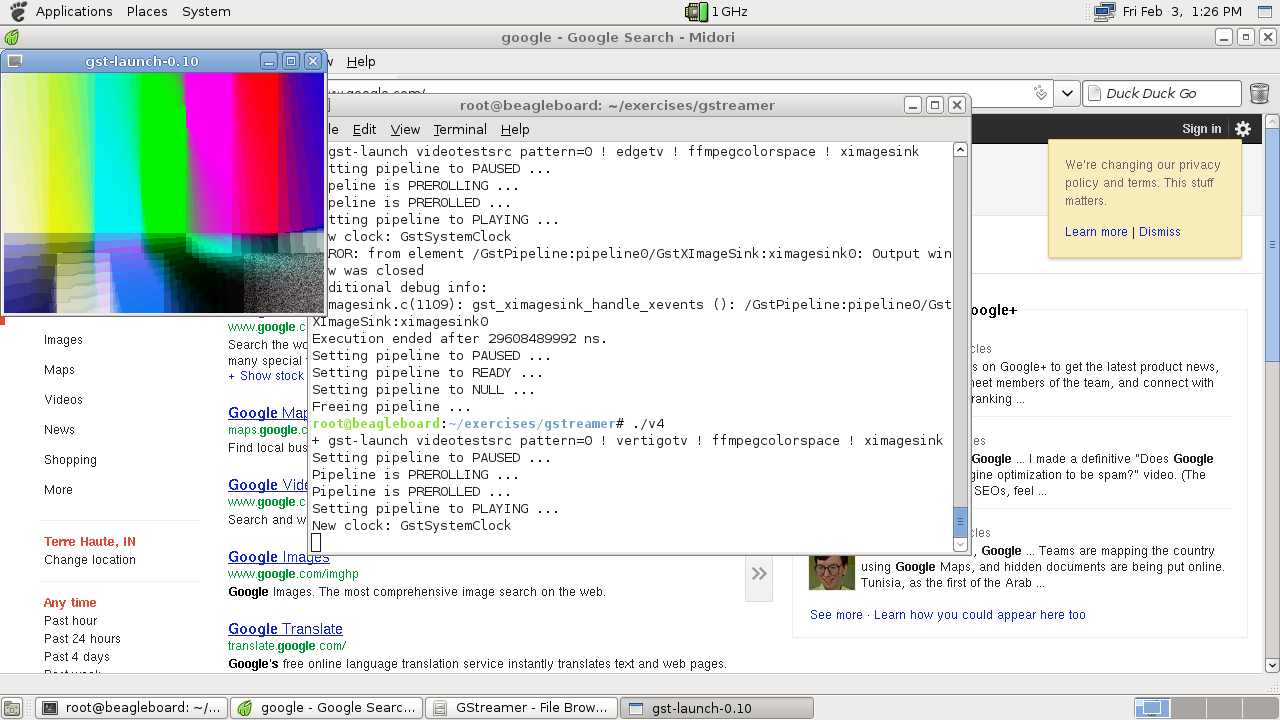 Applications Places System
1 GHz
Fri Feb 3, 1:26 PM
google - Google Search - Midori
gst-launch-0.10
Help
Duck Duck Go
root@beagleboard: ~/exercises/gstreamer
Edit View Terminal Help
Sign in
gst-launch videotestsrc pattern=0 ! edgetv ! ffmpegcolorspace ! ximagesink
tting pipeline to PAUSED ...
peline is PREROLLING ...
peline is PREROLLED ...
tting pipeline to PLAYING ...
w clock: GstSystemClock
ROR: from element /GstPipeline:pipeline0/GstXImageSink:ximagesink0: Output win
w was closed
ditional debug info:
imagesink.c(1109): gst_ximagesink_handle_xevents (): /GstPipeline:pipeline0/Gst
XImageSink:ximagesink0
Execution ended after 29608489992 ns.
Setting pipeline to PAUSED ...
Setting pipeline to READY ...
Setting pipeline to NULL ...
Freeing pipeline ...
root@beagleboard:~/exercises/gstreamer# ./v4
+ gst-launch videotestsrc pattern=0 ! vertigotv ! ffmpegcolorspace ! ximagesink
Setting pipeline to PAUSED ...
Pipeline is PREROLLING ...
Pipeline is PREROLLED ...
Setting pipeline to PLAYING ...
New clock: GstSystemClock
We're changing our privacy
policy and terms. This stuff
matters.
Learn more | Dismiss
Images
Maps
Videos
News
Shopping
More
Terre Haute, IN
Change location
Any time
Past hour
Past 24 hours
Past 4 days
www.google.c
Search the wo
many special
+ Show stock
Google Map
maps.google.c
Find local bus
Google Vide
www.google.c
Search and w
Google Images
www.google.com/imghp
Google Images. The most comprehensive image search on the web.
Google Translate
translate.google.com/
Google's free online language translation service instantly translates text and web pages.
oogle+
cles
s on Google+ to get the latest product news,
meet members of the team, and connect with
ranking ...
es
Google ... I made a definitive "Does Google
gine optimization to be spam?" video. (The
SEOs, feel ...
cles
, Google ... Teams are mapping the country
using Google Maps, and hidden documents are being put online.
Tunisia, as the first of the Arab ...
See more · Learn how you could appear here too
root@beagleboard: ~/...
google - Google Searc...
GStreamer - File Brow...
gst-launch-0.10